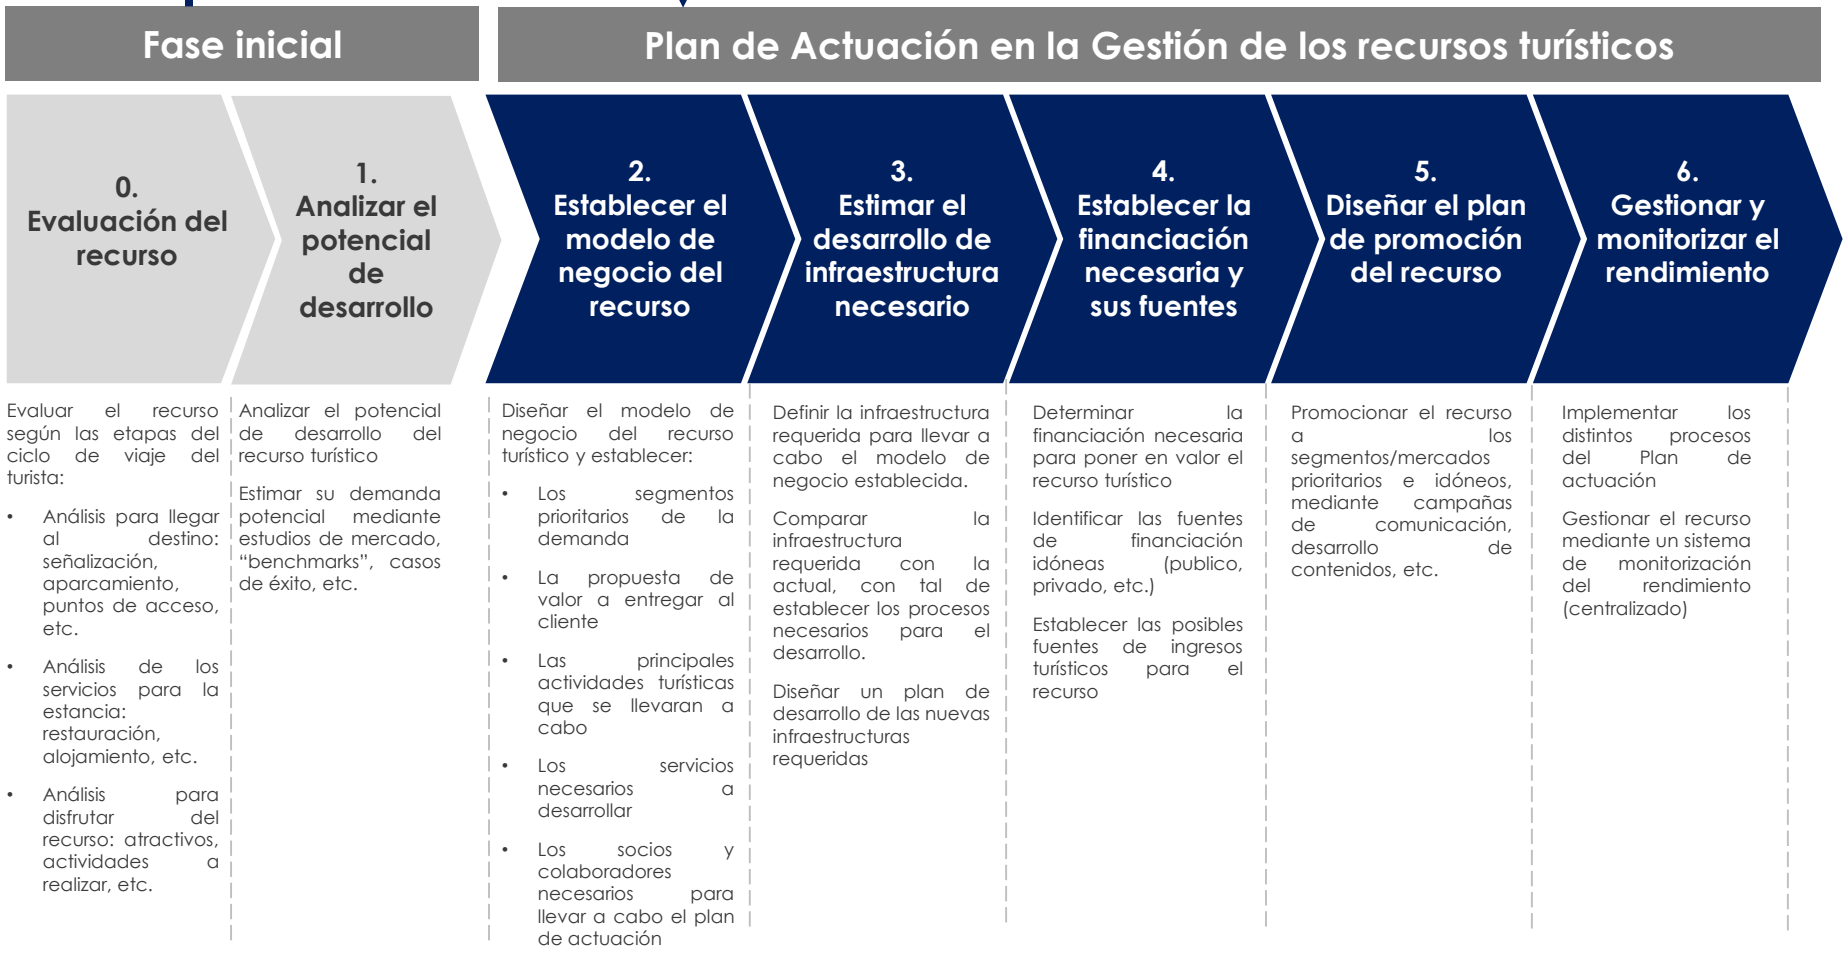 Fase inicial
Plan de Actuación en la Gestión de los recursos turísticos
0.
Evaluación del
recurso
1.
Analizar el
potencial
de
desarrollo
2.
Establecer el
modelo de
negocio del
recurso
3.
Estimar el
desarrollo de
infraestructura
necesario
4.
Establecer la
financiación
necesaria y
sus fuentes
5.
Diseñar el plan
de promoción
del recurso
6.
Gestionar y
monitorizar el
rendimiento
Evaluar el recurso
según las etapas del
ciclo de viaje del
turista:
• Análisis para llegar
al destino:
señalización,
aparcamiento,
puntos de acceso,
etc.
• Análisis de los
servicios para la
estancia:
restauración,
alojamiento, etc.
• Análisis para
disfrutar del
recurso: atractivos,
actividades a
realizar, etc.
Analizar el potencial
de desarrollo del
recurso turístico
Estimar su demanda
potencial mediante
estudios de mercado,
“benchmarks”, casos
de éxito, etc.
Diseñar el modelo de
negocio del recurso
turístico y establecer:
• Los segmentos
prioritarios de la
demanda
• La propuesta de
valor a entregar al
cliente
• Las principales
actividades turísticas
que se llevaran a
cabo
• Los servicios
necesarios a
desarrollar
• Los socios y
colaboradores
necesarios para
llevar a cabo el plan
de actuación
Definir la infraestructura
requerida para llevar a
cabo el modelo de
negocio establecida.
Comparar la
infraestructura
requerida con la
actual, con tal de
establecer los procesos
necesarios para el
desarrollo.
Diseñar un plan de
desarrollo de las nuevas
infraestructuras
requeridas
Determinar la
financiación necesaria
para poner en valor el
recurso turístico
Identificar las fuentes
de financiación
idóneas (publico,
privado, etc.)
Establecer las posibles
fuentes de ingresos
turísticos para el
recurso
Promocionar el recurso
a los
segmentos/mercados
prioritarios e idóneos,
mediante campañas
de comunicación,
desarrollo de
contenidos, etc.
Implementar los
distintos procesos
del Plan de
actuación
Gestionar el recurso
mediante un sistema
de monitorización
del rendimiento
(centralizado)